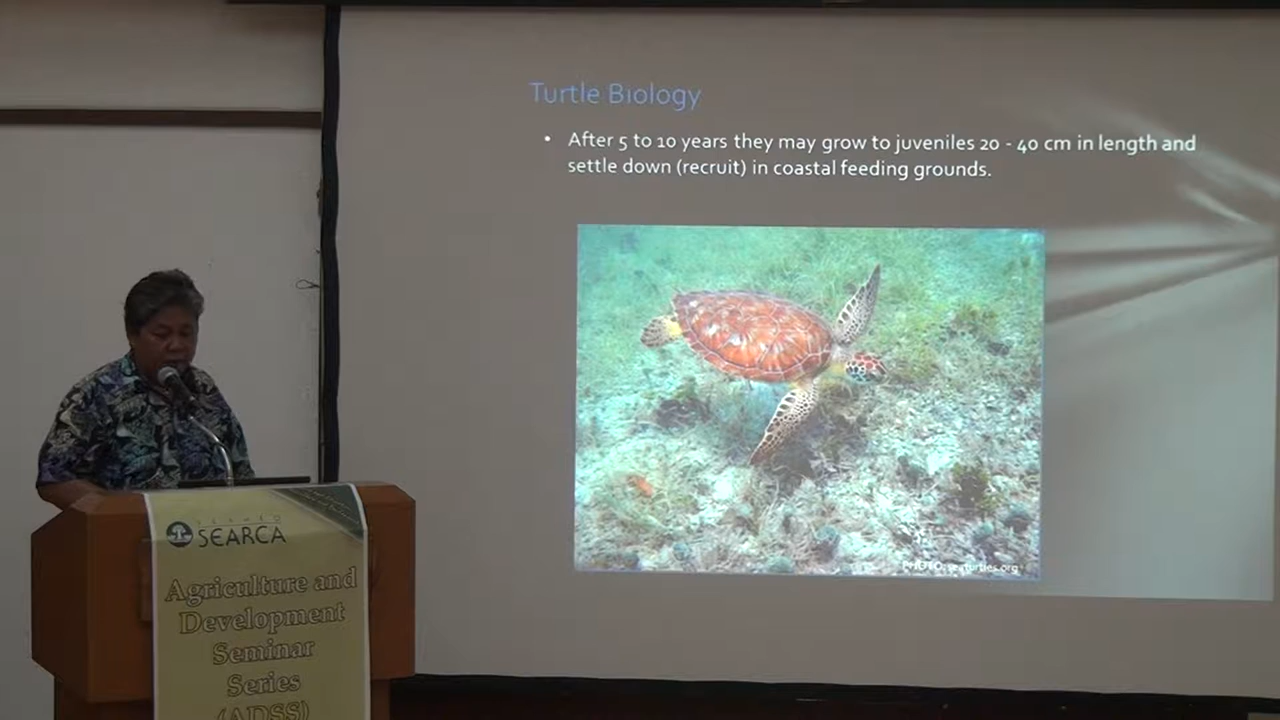 Turtle Biology
• After 5 to 10 years they may grow to juveniles 20 - 40 cm in length and
settle down (recruit) in coastal feeding grounds.
PHOTO: seaturtles.org
SEARCA
Agriculture and
Development
Seminar
Series
(ADSS)